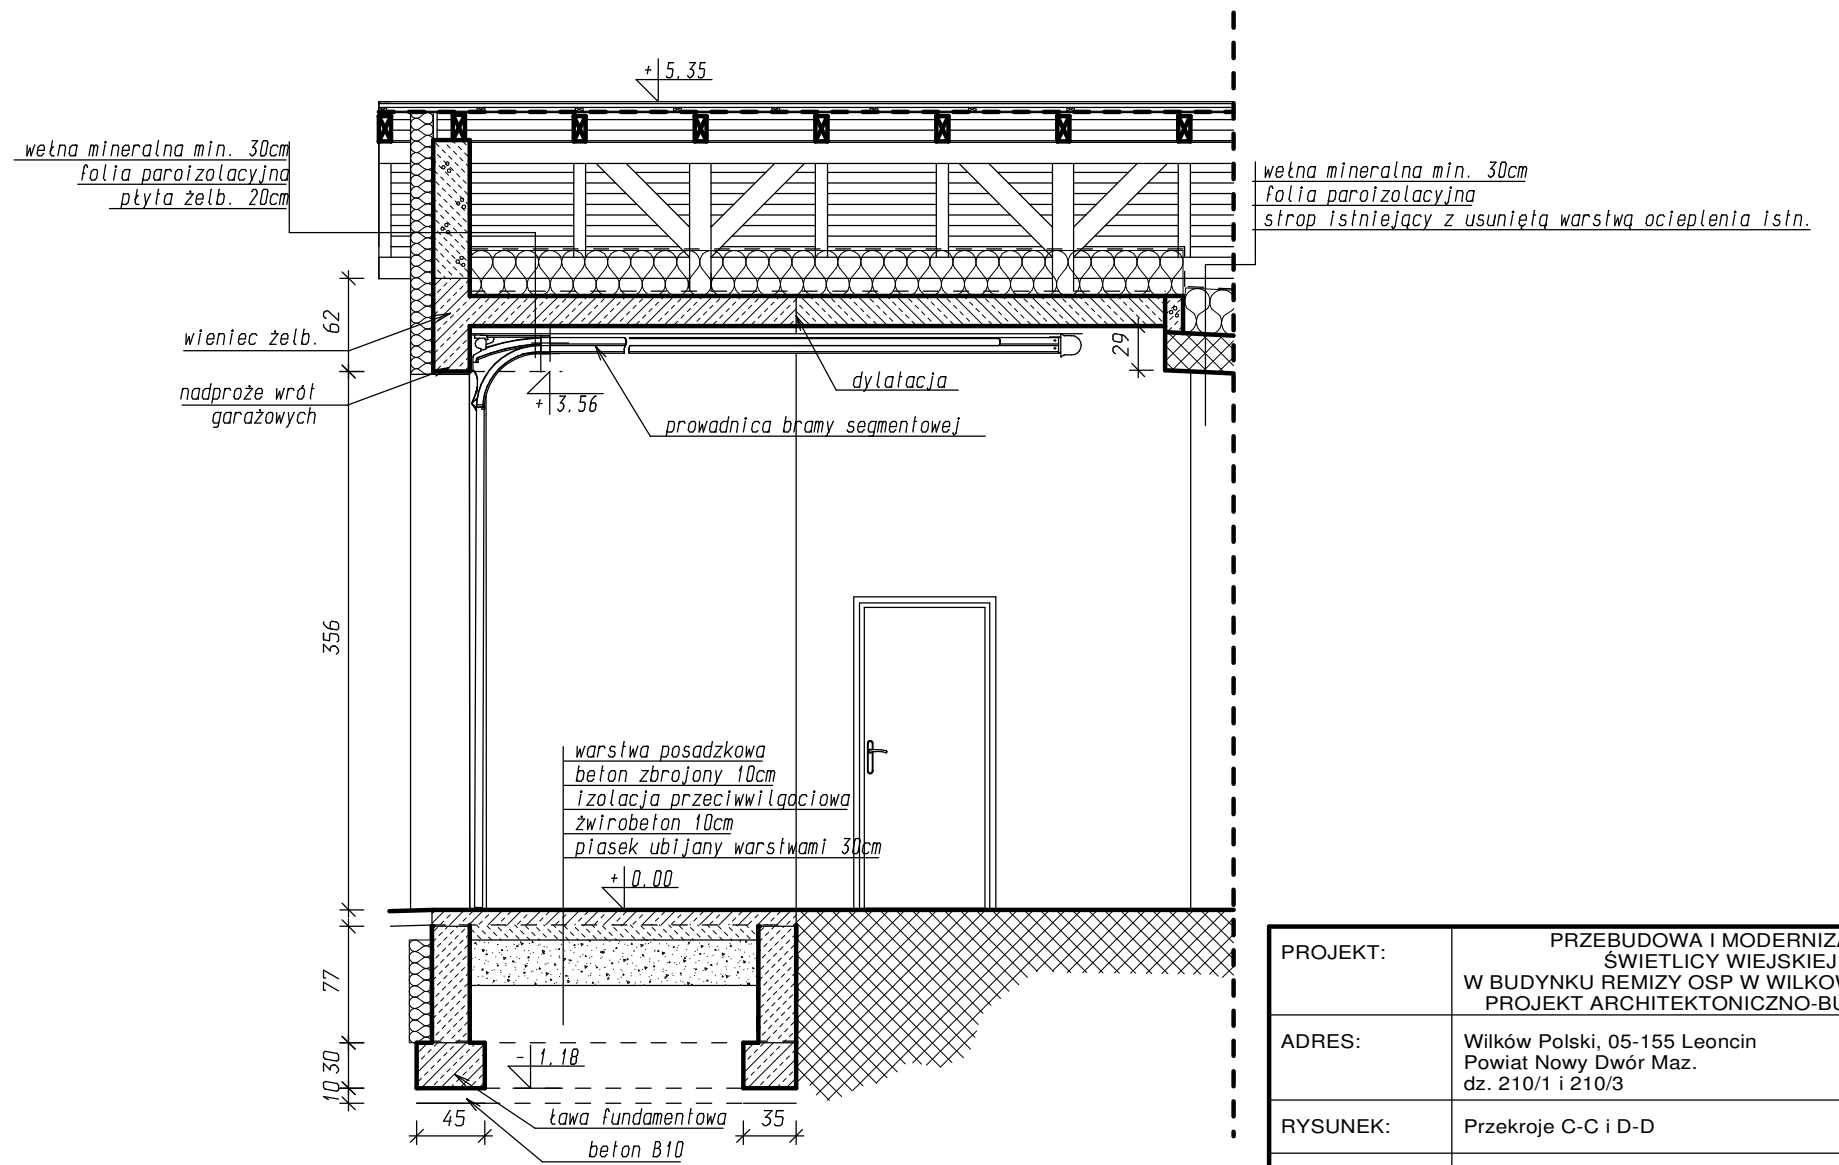 + 5,35
wełna mineralna min. 30cm
folia paroizolacyjna
płyta żelb. 20cm
wełna mineralna min. 30cm
folia paroizolacyjna
strop istniejący z usuniętą warstwą ocieplenia istn.
62
wieniec żelb.
29
nadproże wrót
garażowych
dylatacja
+ 3,56
prowadnica bramy segmentowej
356
warstwa posadzkowa
beton zbrojony 10cm
izolacja przeciwwilgociowa
żwirobeton 10cm
piasek ubijany warstwami 30cm
+ 0,00
77
- 1,18
30
10
45
ława fundamentowa
35
beton B10
PROJEKT:
PRZEBUDOWA I MODERNIZA
ŚWIETLICY WIEJSKIEJ
W BUDYNKU REMIZY OSP W WILKOW
PROJEKT ARCHITEKTONICZNO-BU
ADRES:
Wilków Polski, 05-155 Leoncin
Powiat Nowy Dwór Maz.
dz. 210/1 i 210/3
RYSUNEK:
Przekroje C-C i D-D